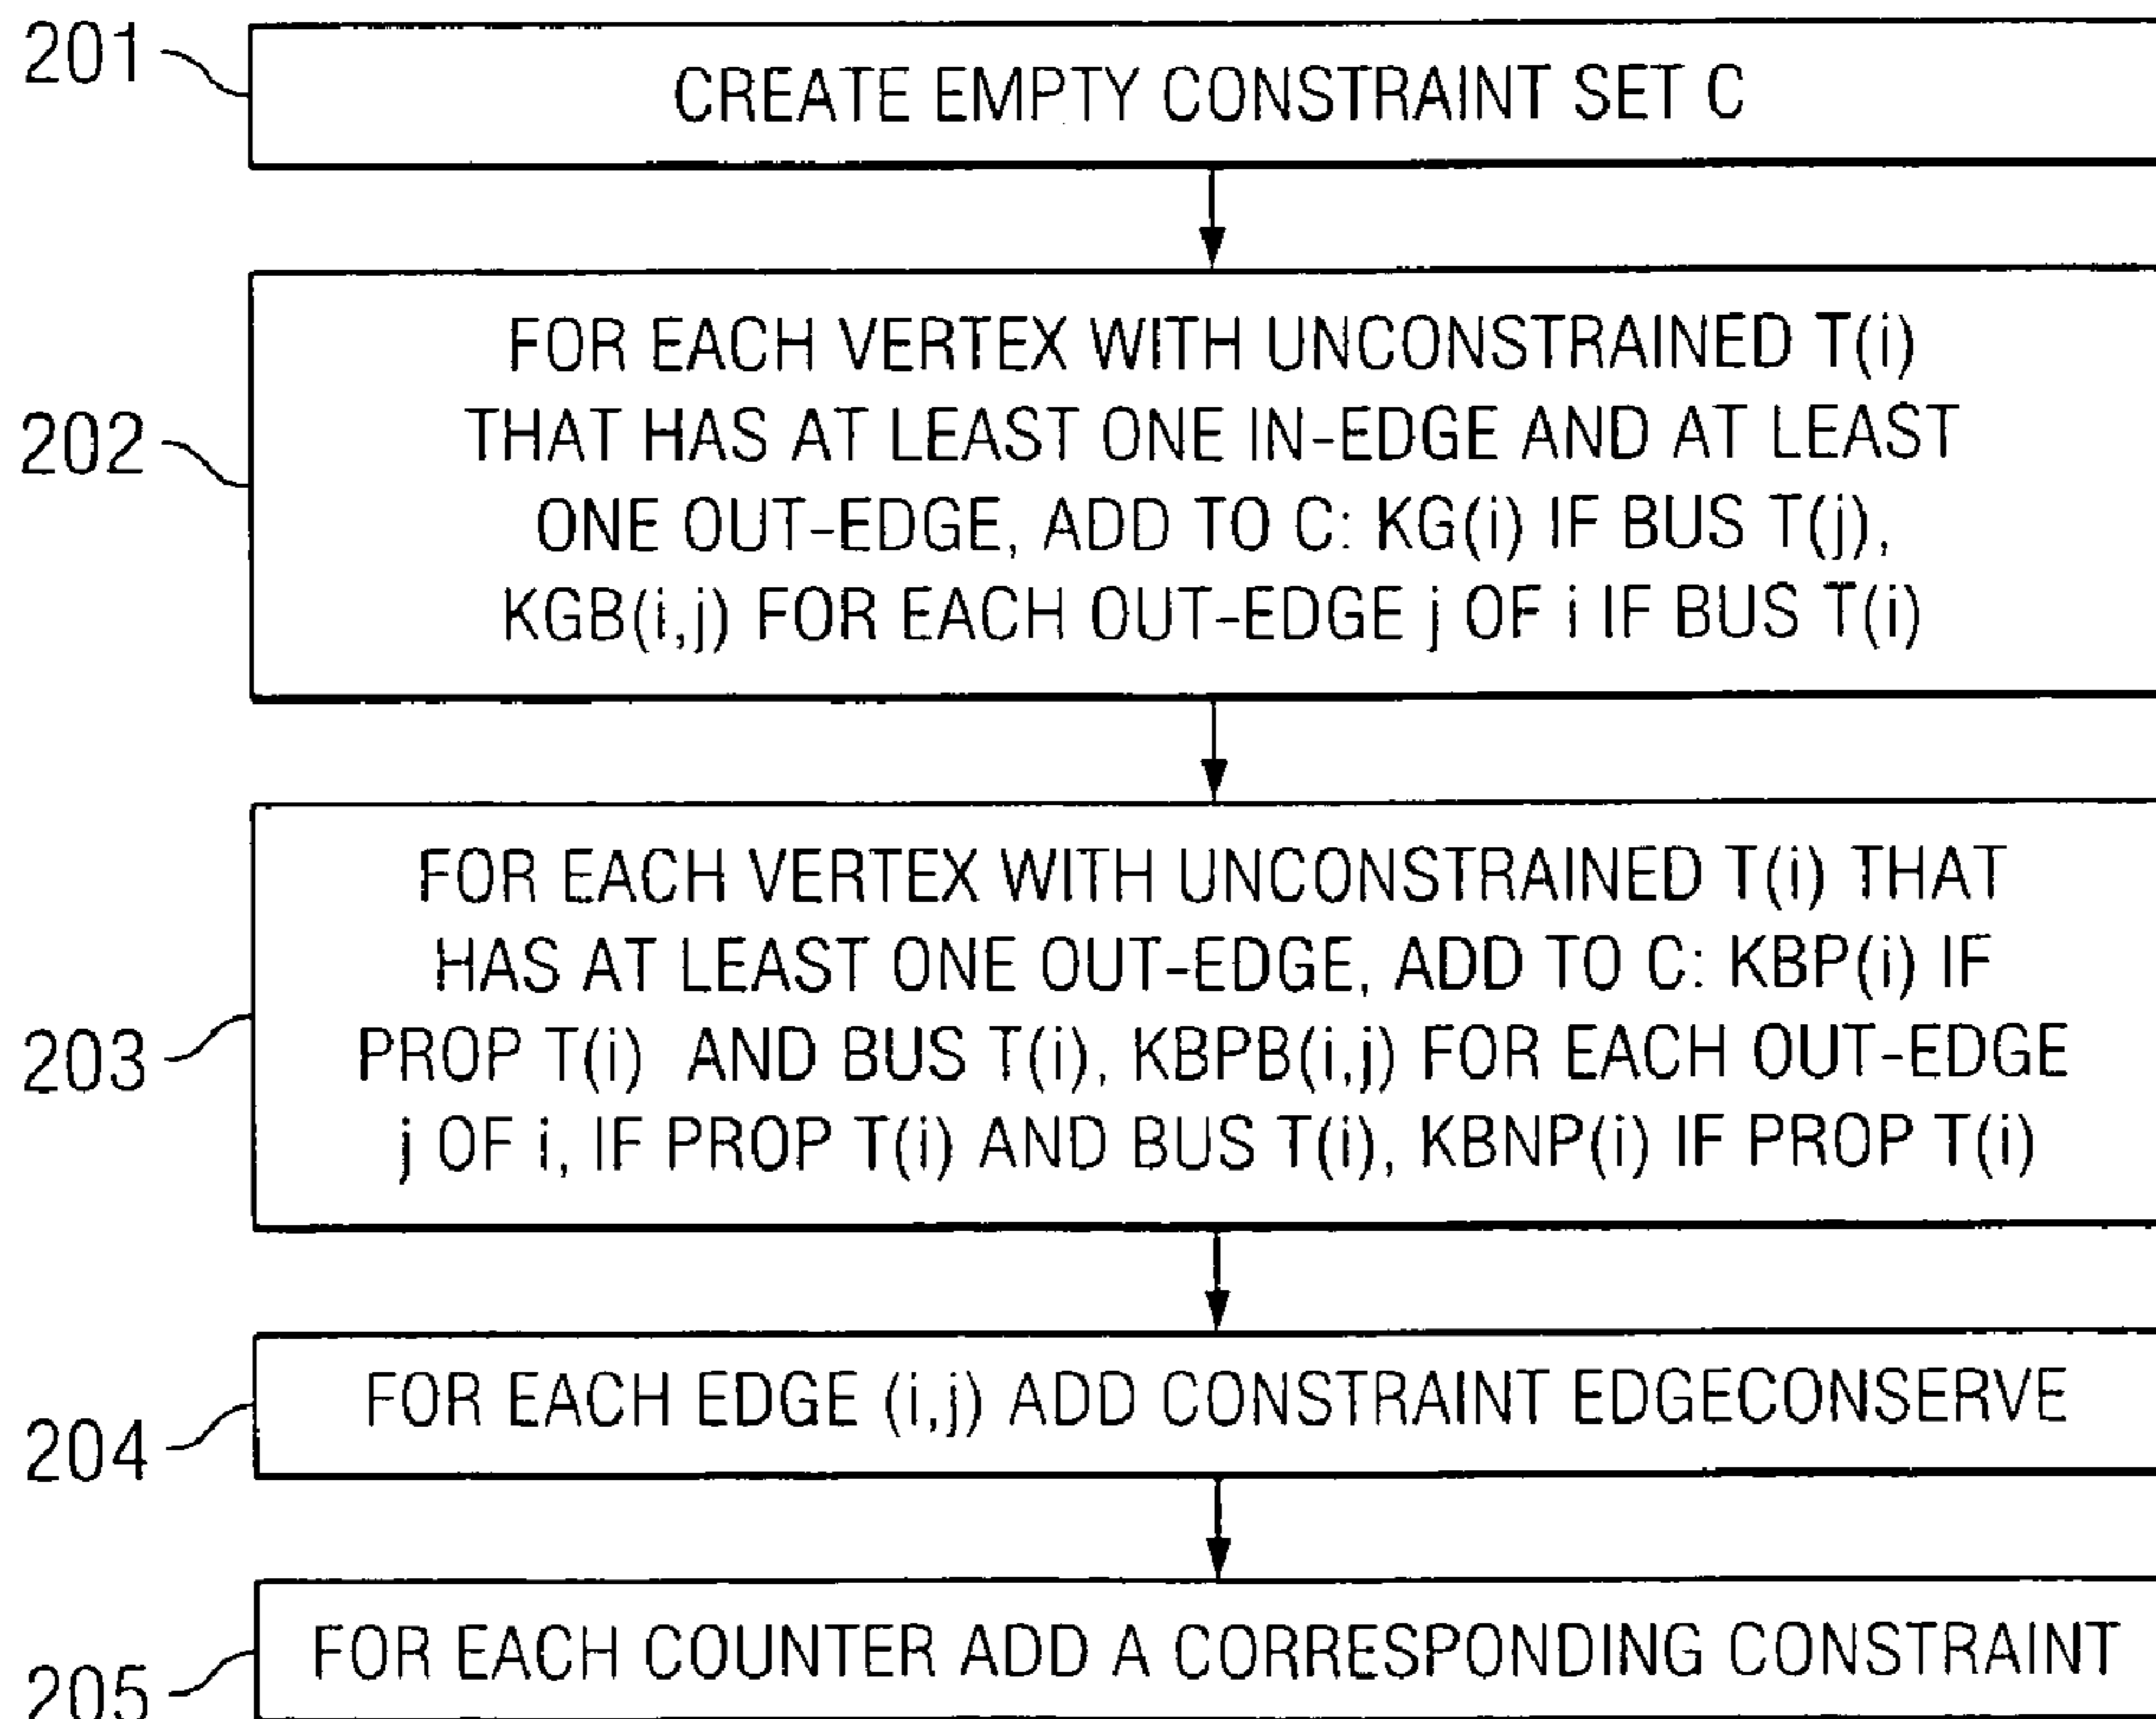 201
CREATE EMPTY CONSTRAINT SET C
202
FOR EACH VERTEX WITH UNCONSTRAINED T(i)
THAT HAS AT LEAST ONE IN-EDGE AND AT LEAST
ONE OUT-EDGE, ADD TO C: KG(i) IF BUS T(j),
KGB(i,j) FOR EACH OUT-EDGE j OF i IF BUS T(i)
203
FOR EACH VERTEX WITH UNCONSTRAINED T(i) THAT
HAS AT LEAST ONE OUT-EDGE, ADD TO C: KBP(i) IF
PROP T(i) AND BUS T(i), KBPB(i,j) FOR EACH OUT-EDGE
j OF i, IF PROP T(i) AND BUS T(i), KBNP(i) IF PROP T(i)
204
FOR EACH EDGE (i,j) ADD CONSTRAINT EDGECONSERVE
205
FOR EACH COUNTER ADD A CORRESPONDING CONSTRAINT